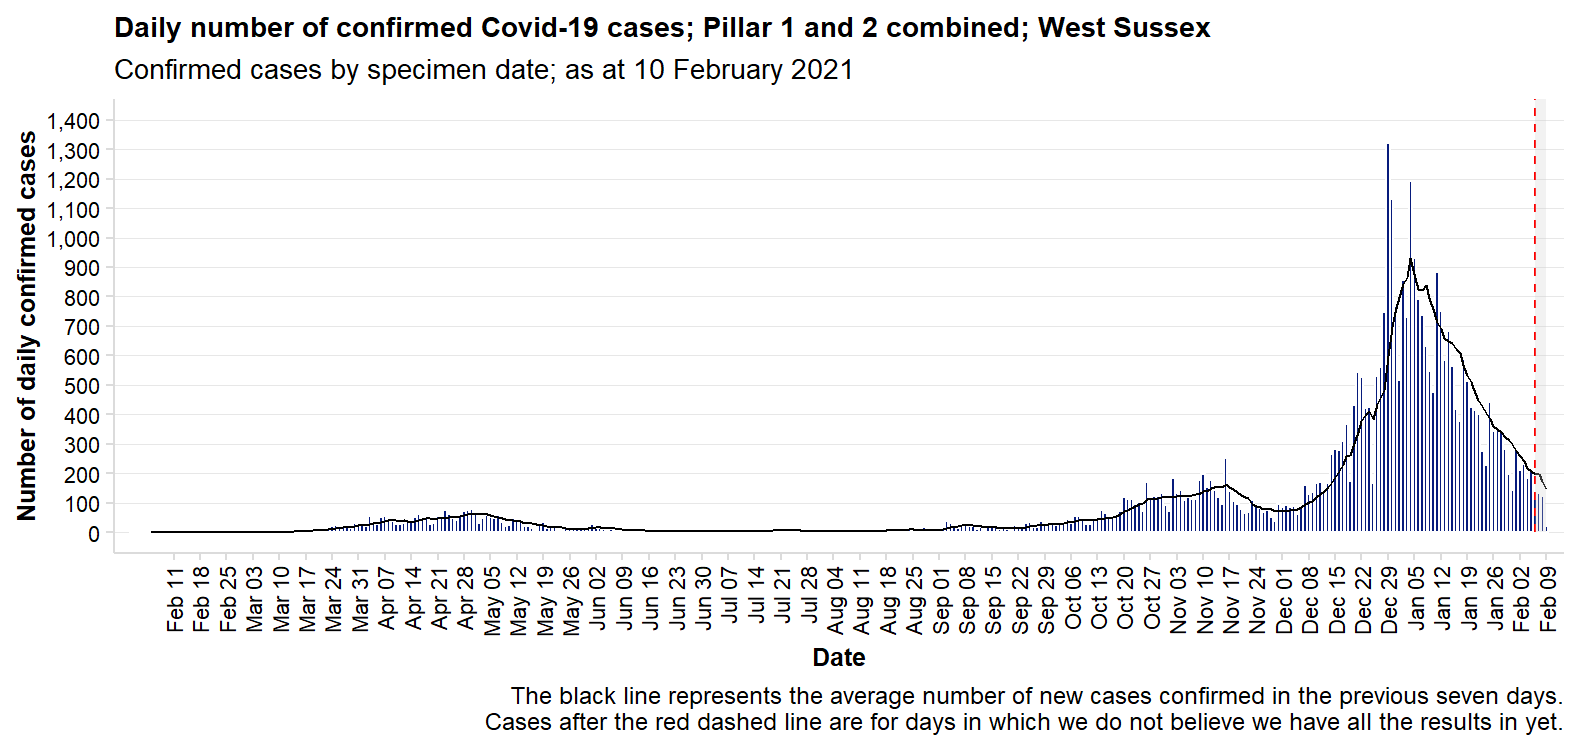 Daily number of confirmed Covid-19 cases; Pillar 1 and 2 combined; West Sussex
Confirmed cases by specimen date; as at 10 February 2021
Number of daily confirmed cases
1,400
1,300
1,200
1,100
1,000
900
800
700
600
500
400
300
200
100
0
Feb 11
Feb 18
Feb 25
Mar 03
Mar 10
Mar 17
Mar 24
Mar 31
Apr 07
Apr 14
Apr 21
Apr 28
May 05
May 12
May 19
May 26
Jun 02
Jun 09
Jun 16
Jun 23
Jun 30
Jul 07
Jul 14
Jul 21
Jul 28
Aug 04
Aug 11
Aug 18
Aug 25
Sep 01
Sep 08
Sep 15
Sep 22
Sep 29
Oct 06
Oct 13
Oct 20
Oct 27
Nov 03
Nov 10
Nov 17
Nov 24
Dec 01
Dec 08
Dec 15
Dec 22
Dec 29
Jan 05
Jan 12
Jan 19
Jan 26
Feb 02
Feb 09
Date
The black line represents the average number of new cases confirmed in the previous seven days.
Cases after the red dashed line are for days in which we do not believe we have all the results in yet.